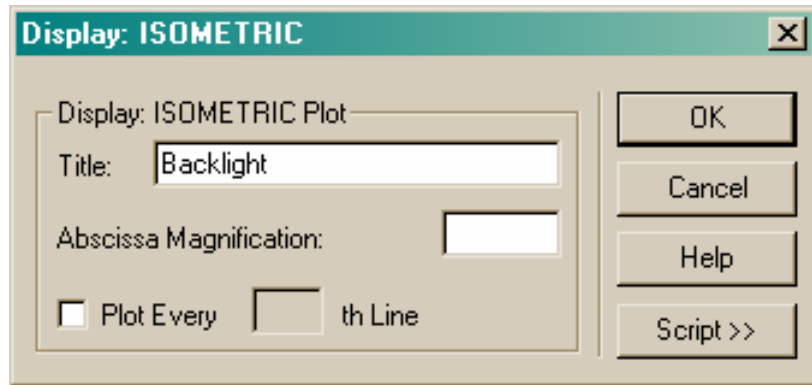 Display: ISOMETRIC
Display: ISOMETRIC Plot
Title: Backlight
Abscissa Magnification:
Plot Every th Line
OK
Cancel
Help
Script >>